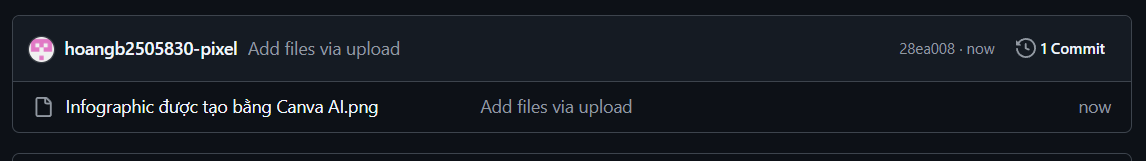 hoangb2505830-pixel Add files via upload 28ea008 · now 1 Commit
Infographic được tạo bằng Canva AI.png Add files via upload now